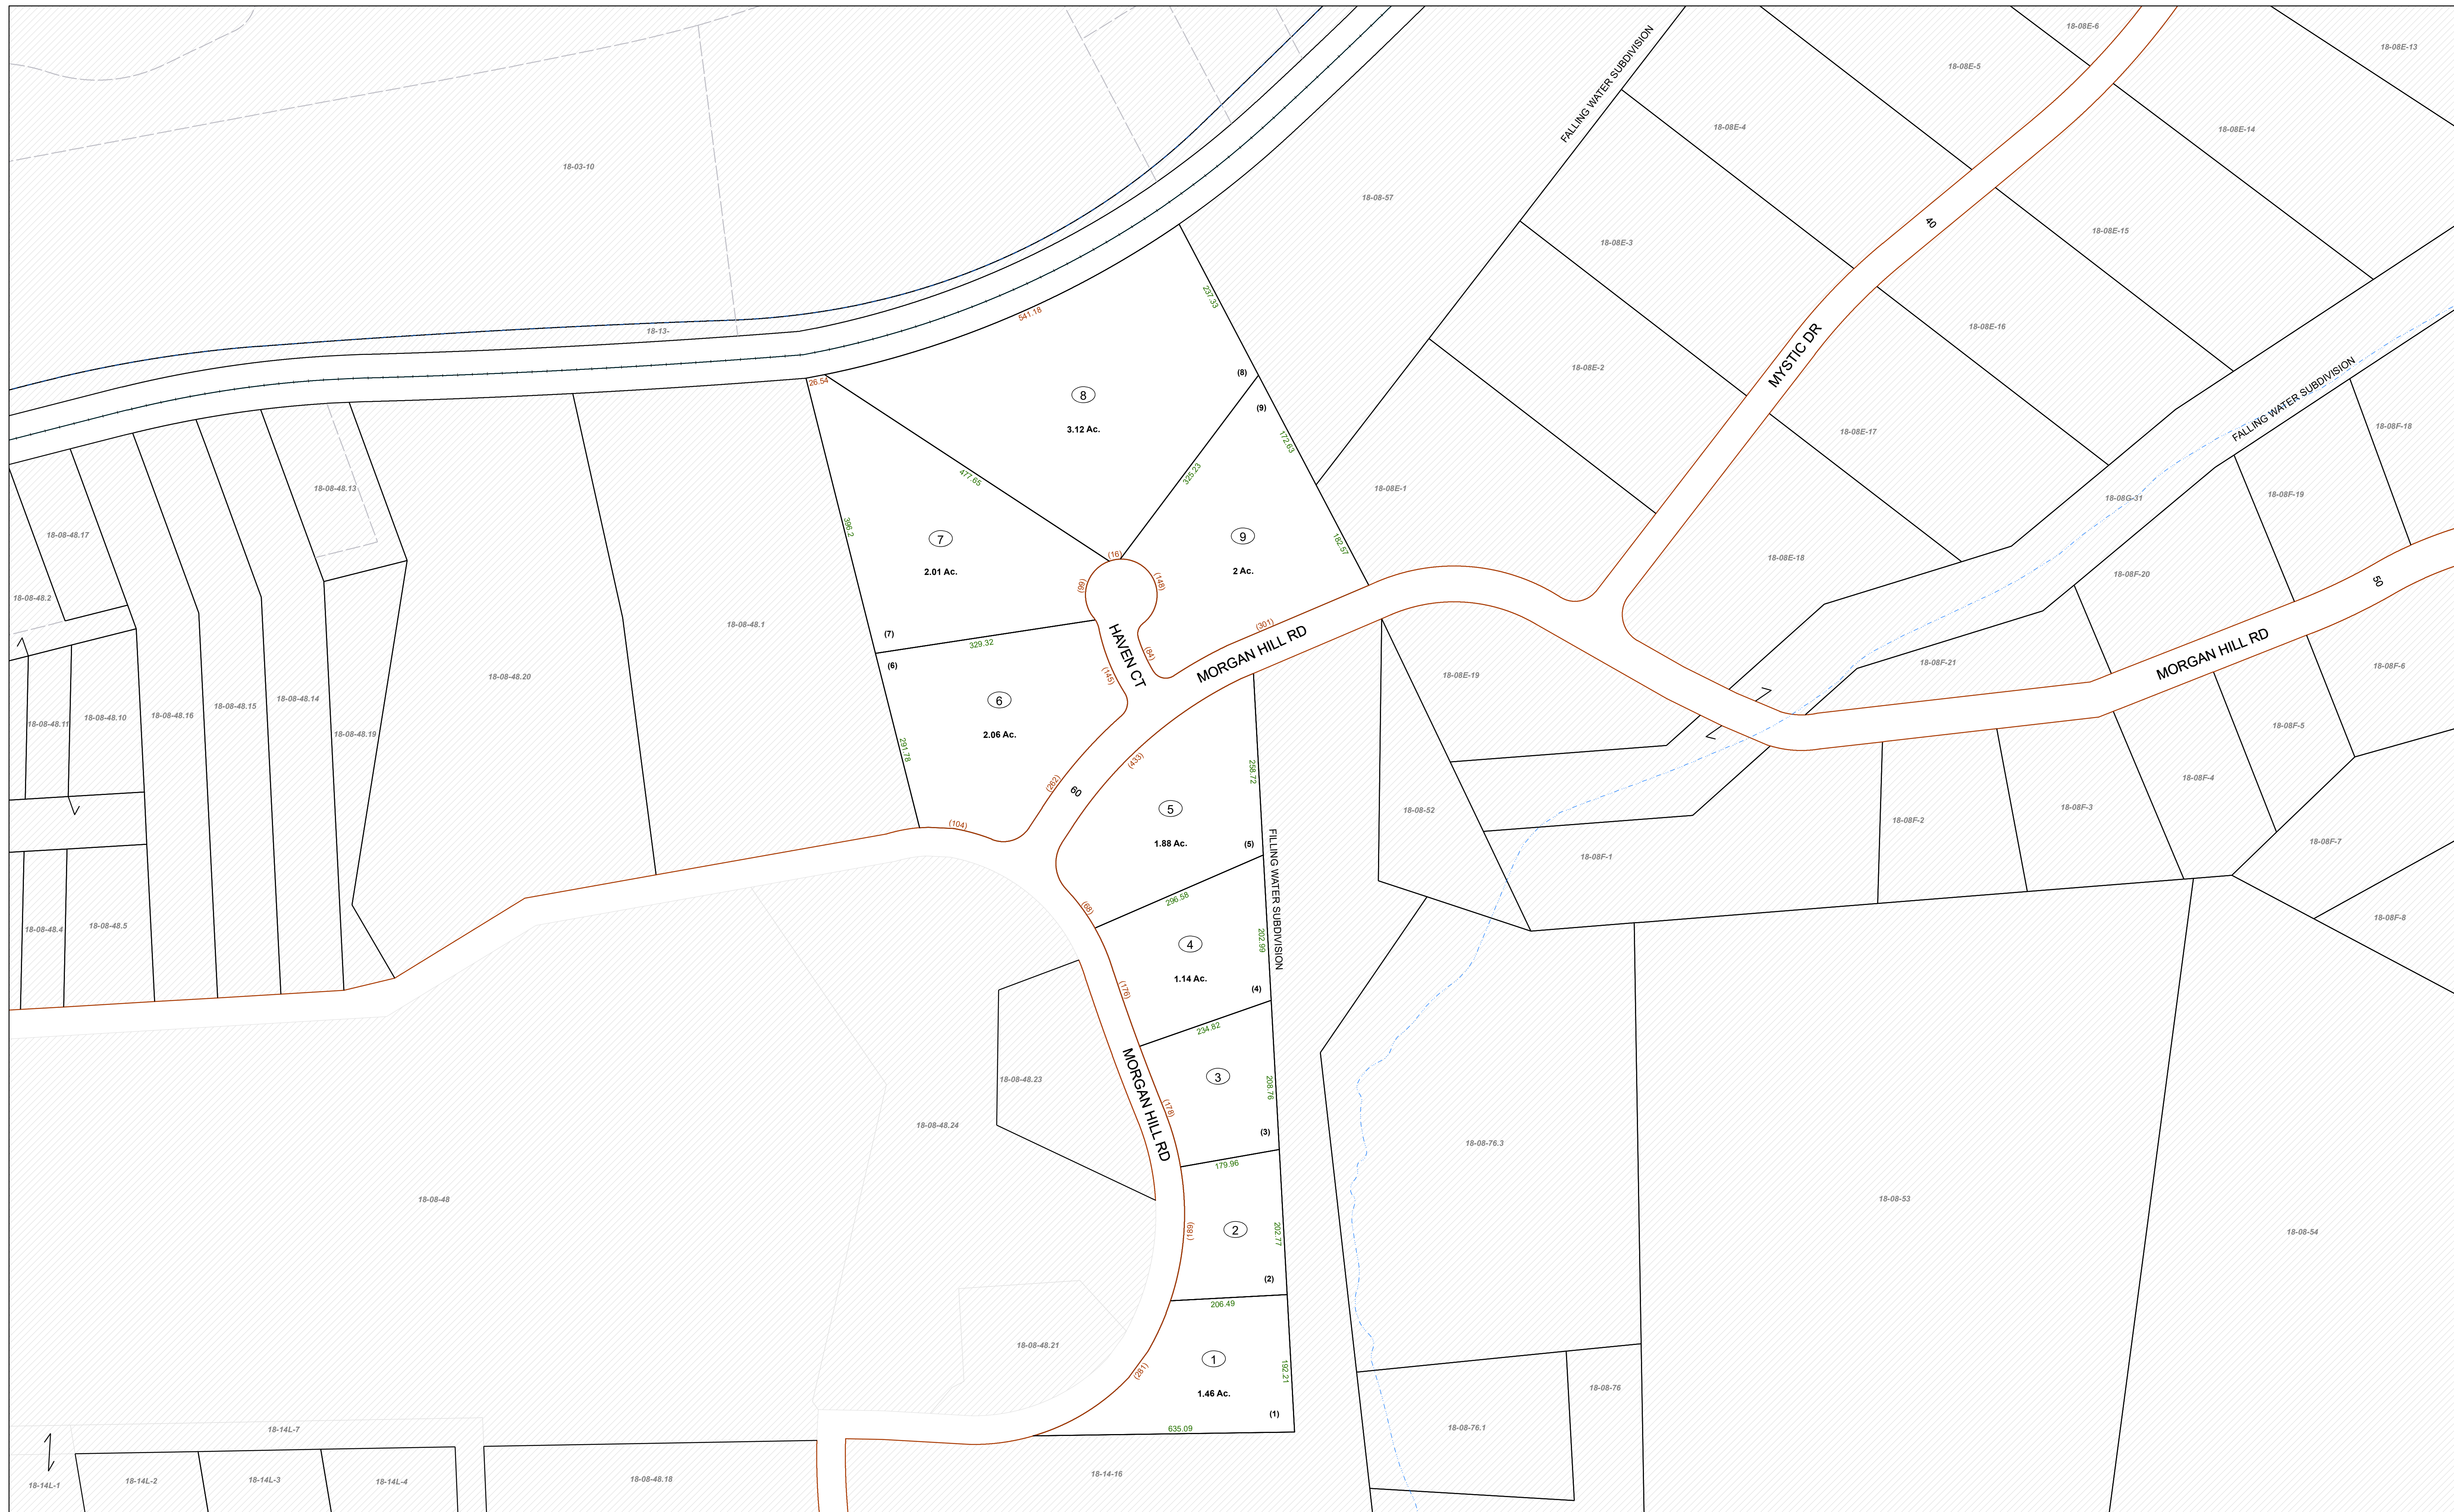 18-08E-6
18-08E-13
18-08E-5
FALLING WATER SUBDIVISION
18-08E-4
18-08E-14
18-03-10
18-08-57
40
18-08E-15
18-08E-3
237.33
541.18
18-08E-16
18-13-
MYSTIC DR
18-08E-2
(8)
26.54
8
FALLING WATER SUBDIVISION
(9)
3.12 Ac.
18-08F-18
18-08E-17
172.63
477.65
325.23
18-08-48.13
18-08E-1
18-08F-19
18-08G-31
396.2
18-08-48.17
7
9
182.57
(16)
18-08E-18
2.01 Ac.
2 Ac.
18-08F-20
50
(99)
(148)
18-08-48.2
18-08-48.1
(301)
(7)
HAVEN CT
MORGAN HILL RD
MORGAN HILL RD
329.32
(84)
(6)
18-08F-21
18-08F-6
18-08-48.20
(145)
18-08E-19
6
18-08-48.14
18-08-48.15
18-08-48.16
18-08-48.10
18-08-48.11
18-08F-5
18-08-48.19
2.06 Ac.
291.78
(433)
258.72
18-08F-4
(262)
60
5
18-08-52
18-08F-3
18-08F-2
(104)
1.88 Ac.
(5)
FILLING WATER SUBDIVISION
18-08F-7
18-08F-1
296.58
(68)
18-08F-8
18-08-48.5
18-08-48.4
4
202.99
1.14 Ac.
(176)
(4)
234.82
MORGAN HILL RD
3
18-08-48.23
208.76
(178)
18-08-48.24
(3)
18-08-76.3
179.96
18-08-48
18-08-53
2
(189)
202.77
18-08-54
(2)
206.49
18-08-48.21
1
(281)
192.21
18-08-76
1.46 Ac.
(1)
18-14L-7
635.09
18-08-76.1
18-14L-1
18-14L-2
18-14L-3
18-14L-4
18-08-48.18
18-14-16